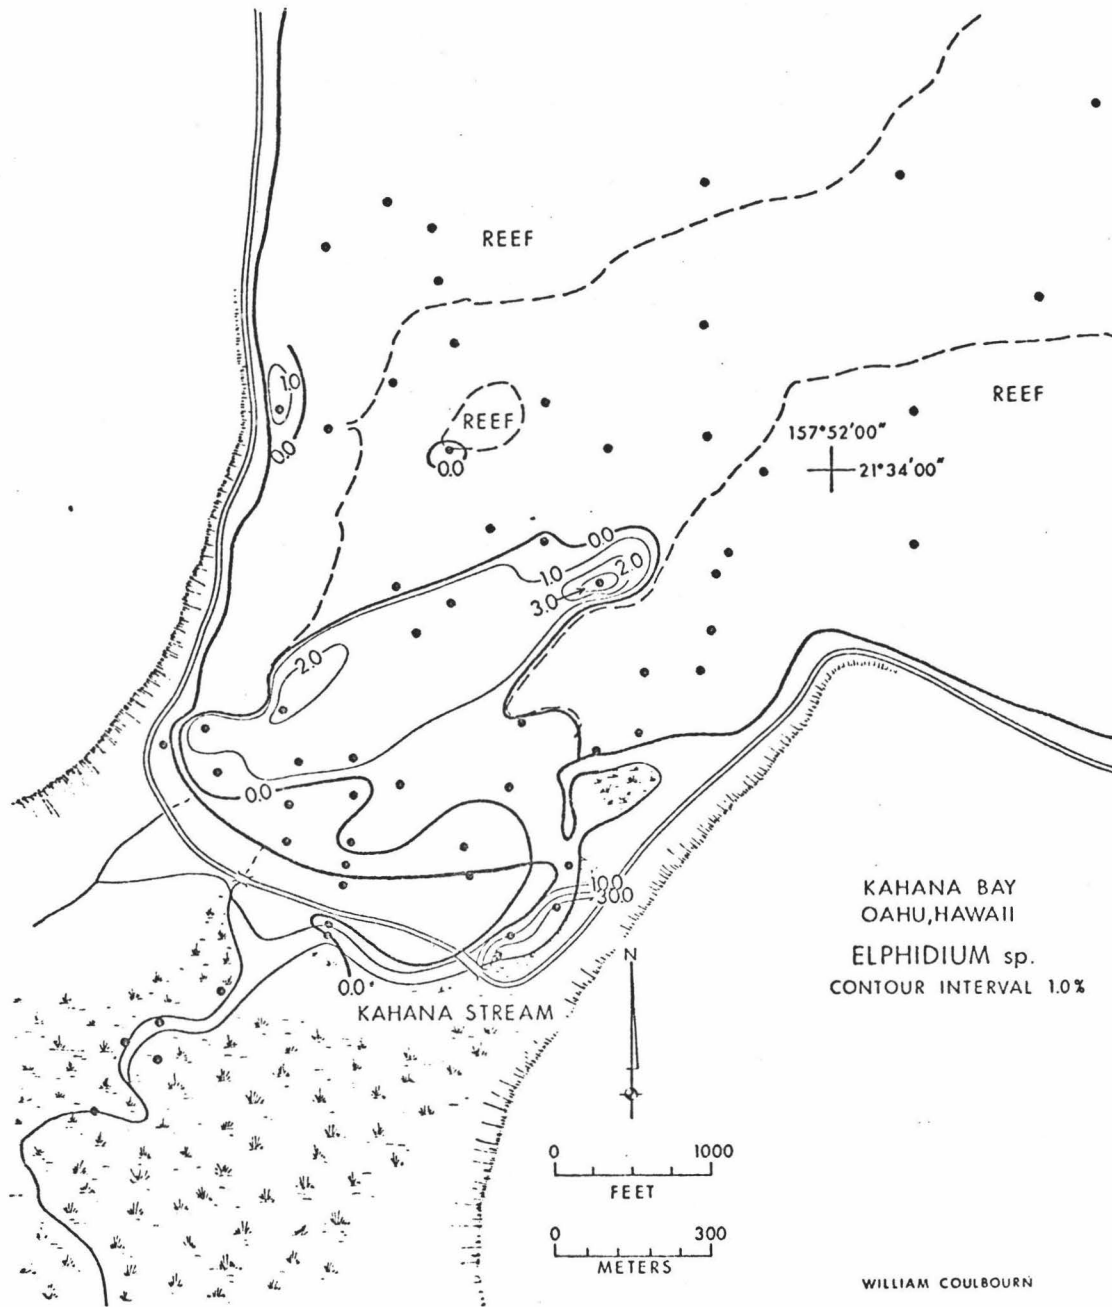 REEF
1.0
REEF
REEF
157°52'00"
0.0
0.0
21°34'00"
0.0
1.0
2.0
3.0
2.0
0.0
10.0
30.0
KAHANA BAY
OAHU, HAWAII
N
ELPHIDIUM sp.
0.0
CONTOUR INTERVAL 1.0%
KAHANA STREAM
0 1000
FEET
0 300
METERS
WILLIAM COULBOURN